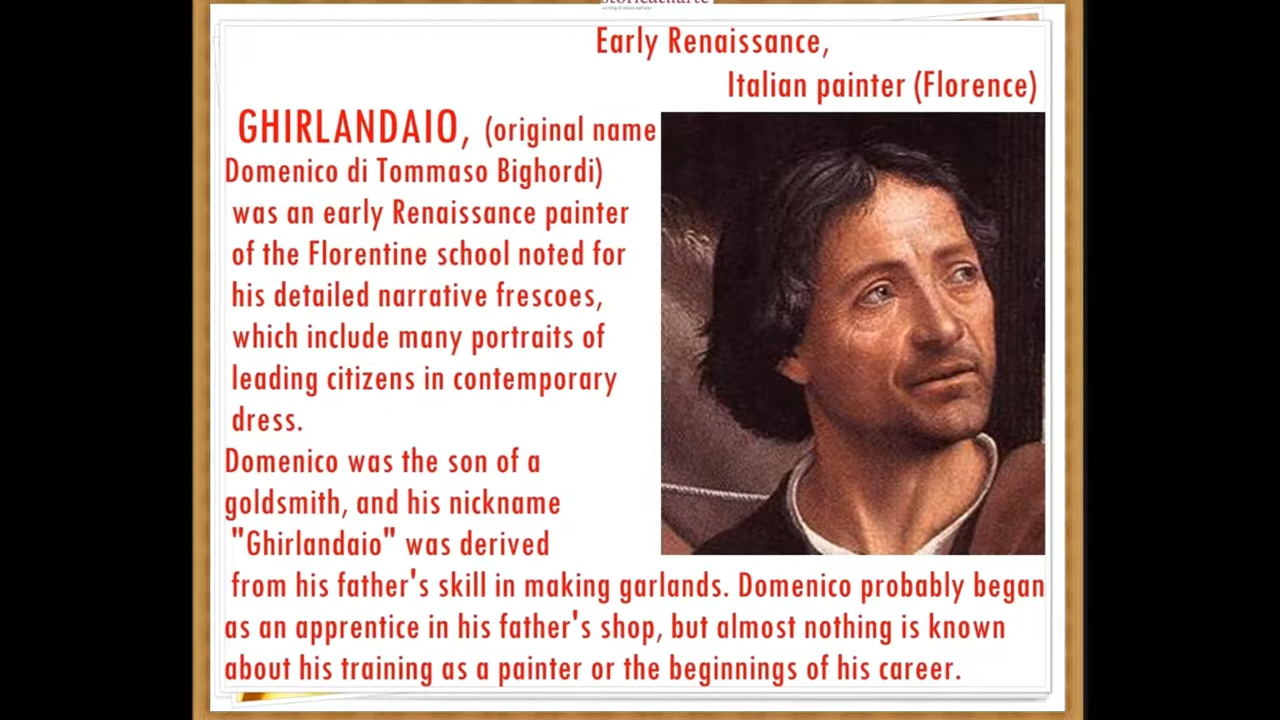 Early Renaissance,
Italian painter (Florence)
GHIRLANDAIO, (original name
Domenico di Tommaso Bighordi)
was an early Renaissance painter
of the Florentine school noted for
his detailed narrative frescoes,
which include many portraits of
leading citizens in contemporary
dress.
Domenico was the son of a
goldsmith, and his nickname
"Ghirlandaio" was derived
from his father's skill in making garlands. Domenico probably began
as an apprentice in his father's shop, but almost nothing is known
about his training as a painter or the beginnings of his career.